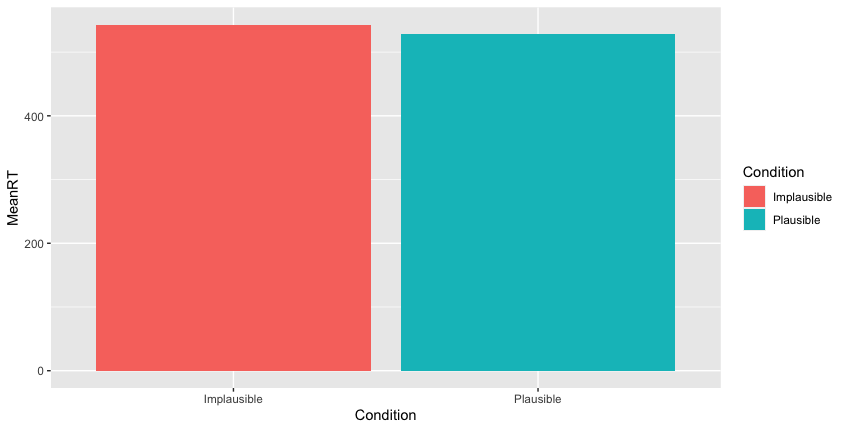 MeanRT
400
200
0
Implausible
Plausible
Condition
Condition
Implausible
Plausible